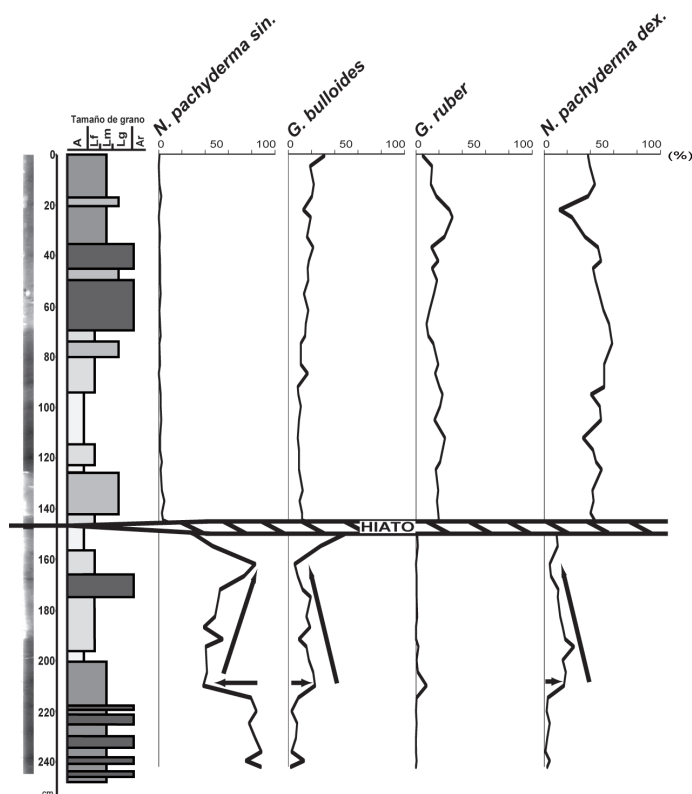 N. pachyderma sin.
G. bulloides
G. ruber
N. pachyderma dex.
Tamaño de grano
A Lf Lm Lg Ar
0 50 100 0 50 100 0 50 100 0 50 100 (%)
0
20
40
60
80
100
120
140
HIATO
160
180
200
220
240
cm